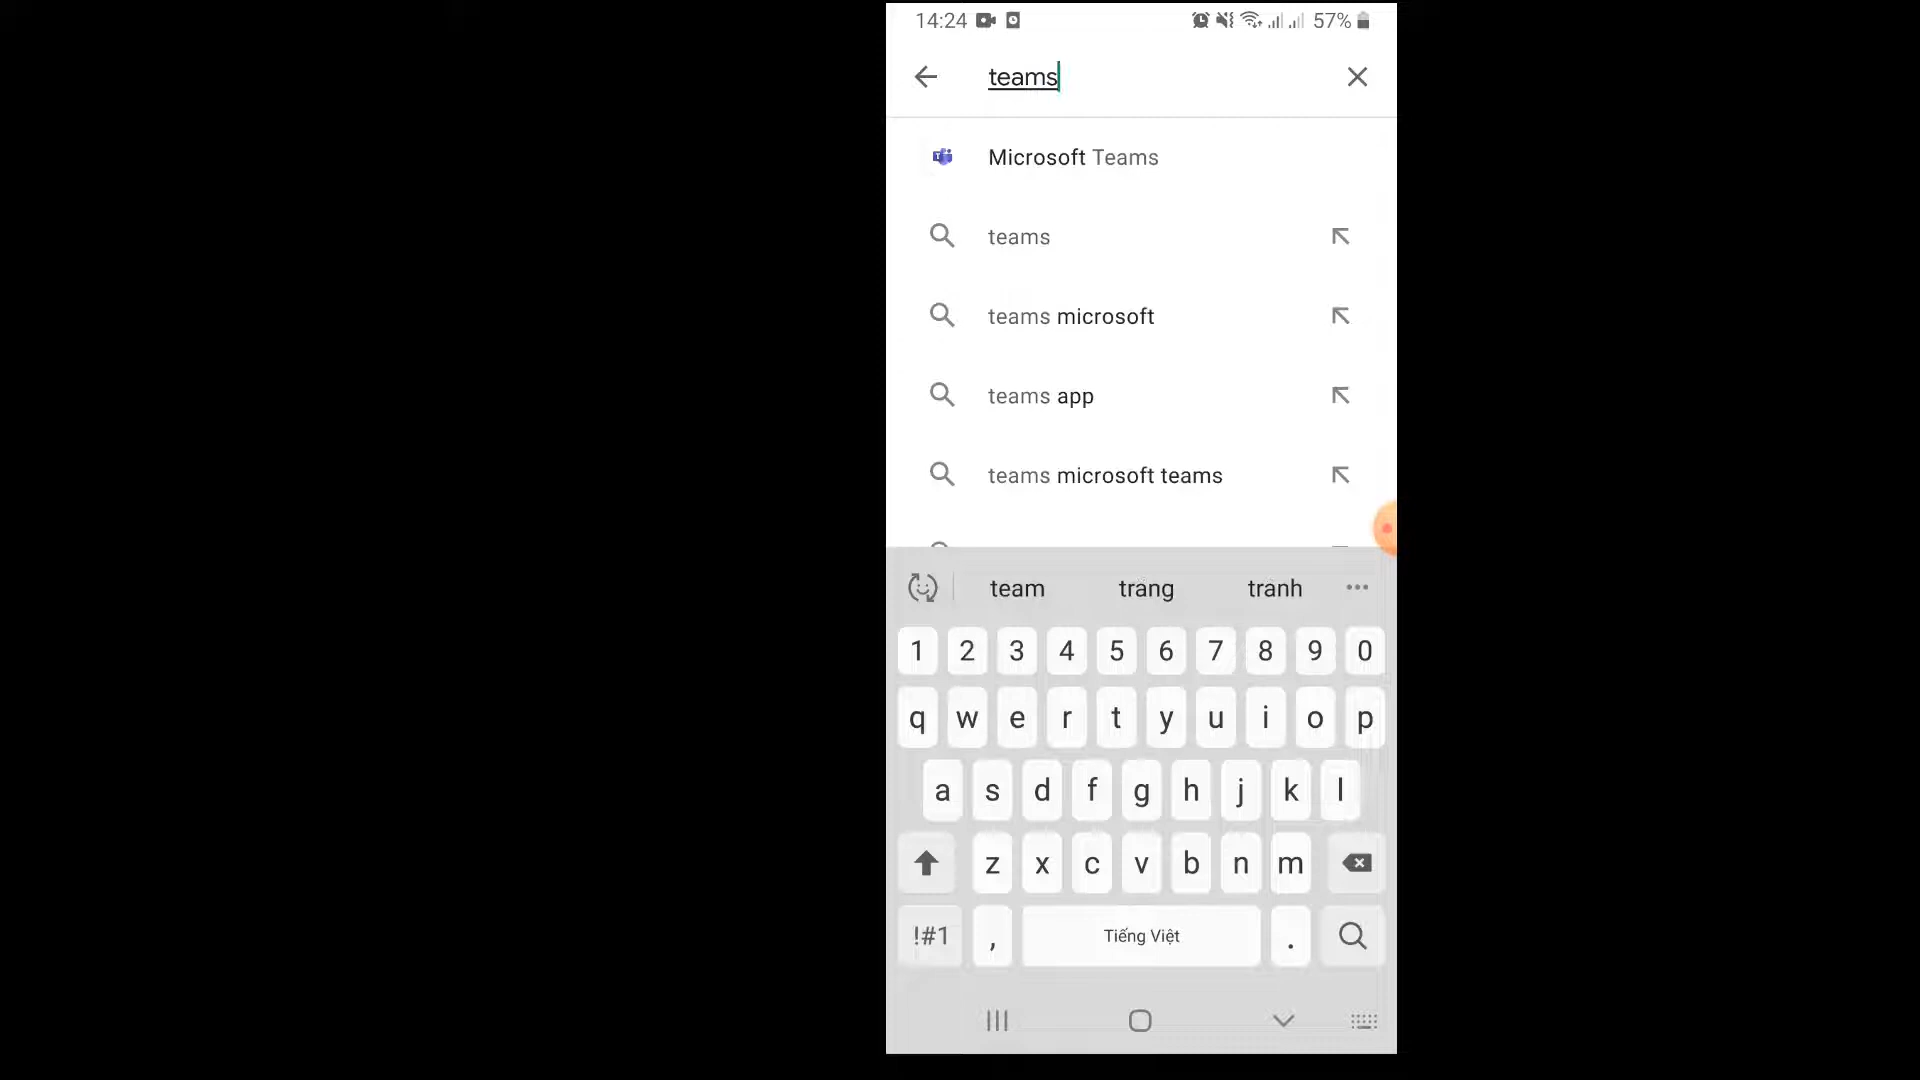 14:24 57%
teams
Microsoft Teams
teams
teams microsoft
teams app
teams microsoft teams
team trang tranh
1 2 3 4 5 6 7 8 9 0
q w e r t y u i o p
a s d f g h j k l
z x c v b n m
!#1 , Tiếng Việt .